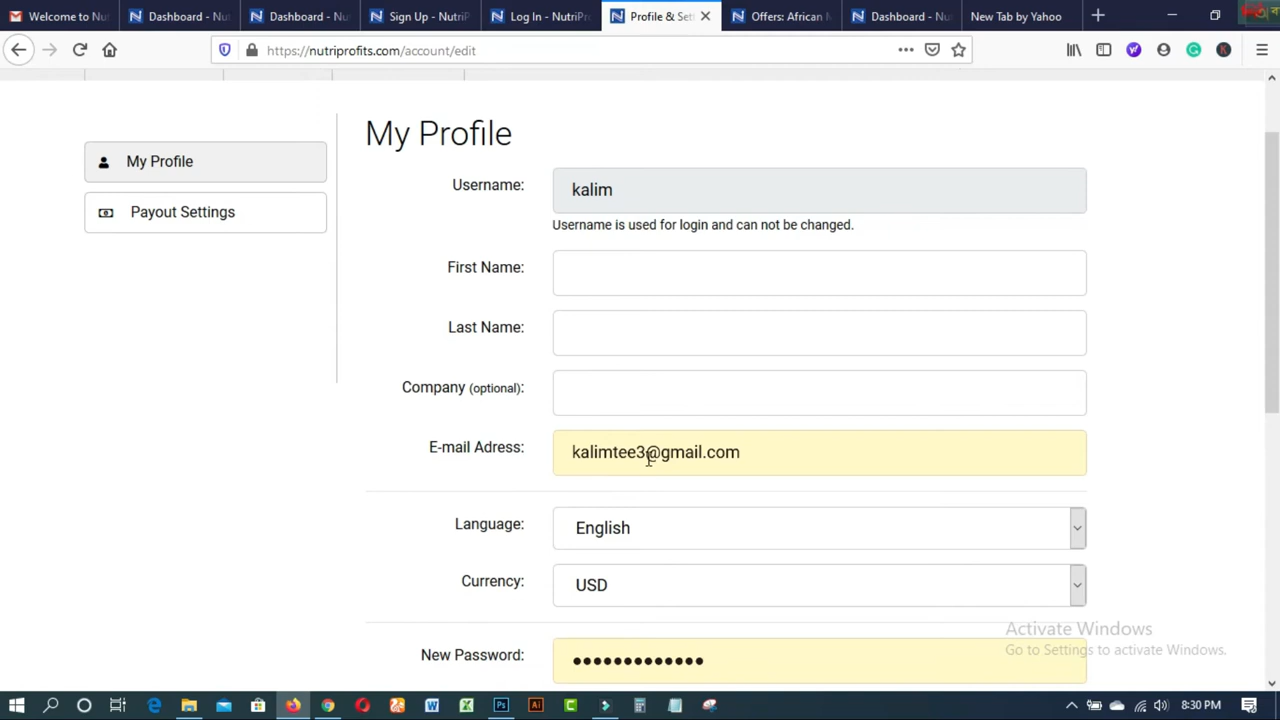 Welcome to Nu
Dashboard - Nu
Dashboard - Nu
Sign Up - NutriP
Log In - NutriPro
Profile & Set
Offers: African N
Dashboard - Nu
New Tab by Yahoo
https://nutriprofits.com/account/edit
My Profile
Payout Settings
My Profile
Username: kalim
Username is used for login and can not be changed.
First Name:
Last Name:
Company (optional):
E-mail Adress: kalimtee3@gmail.com
Language: English
Currency: USD
New Password: •••••••••••••
Activate Windows
Go to Settings to activate Windows.
8:30 PM